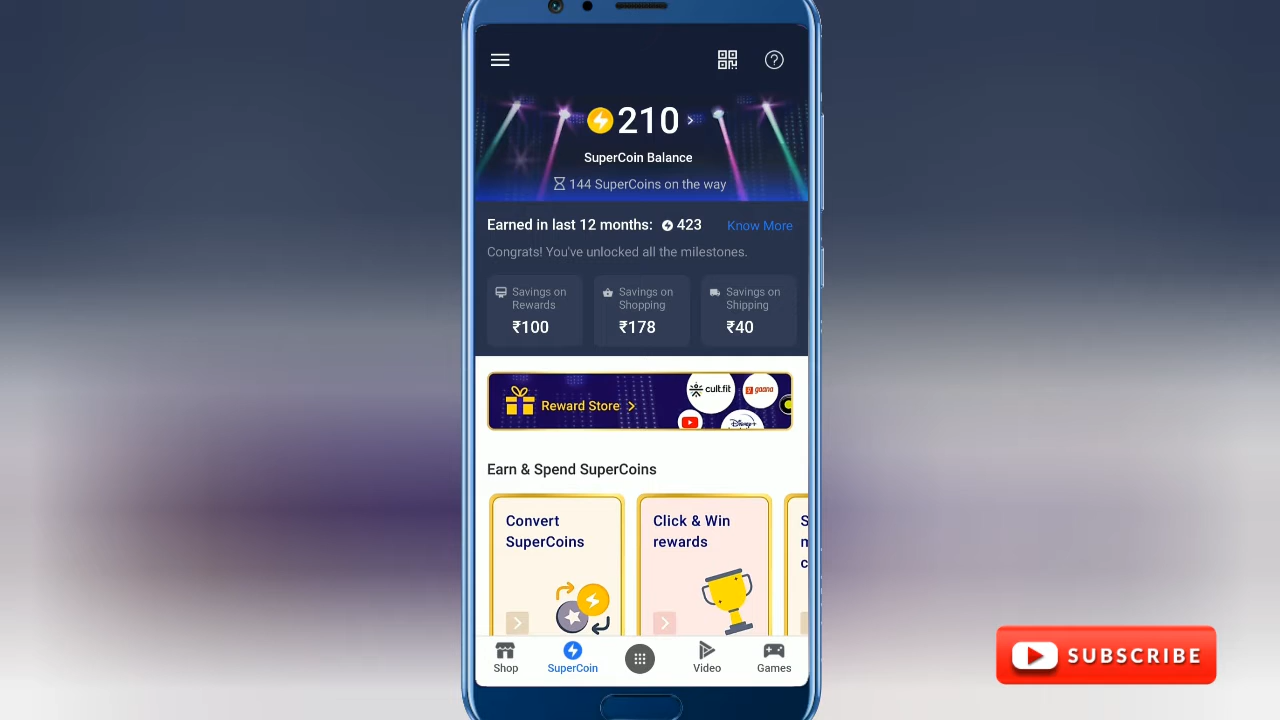 210
SuperCoin Balance
144 SuperCoins on the way
Earned in last 12 months: 423 Know More
Congrats! You've unlocked all the milestones.
Savings on
Rewards
₹100
Savings on
Shopping
₹178
Savings on
Shipping
₹40
Reward Store
cult.fit
gaana
Disney+
Earn & Spend SuperCoins
Convert
SuperCoins
Click & Win
rewards
S
m
c
Shop
SuperCoin
Video
Games
SUBSCRIBE